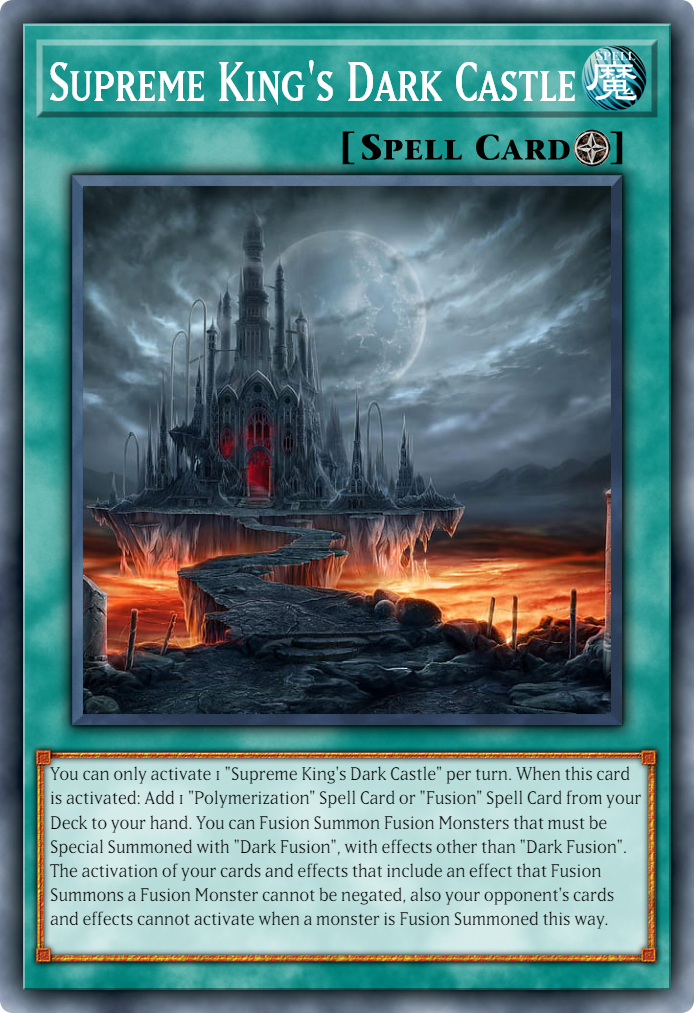 Supreme King's Dark Castle
SPELL
魔
[Spell Card]
You can only activate 1 "Supreme King's Dark Castle" per turn. When this card
is activated: Add 1 "Polymerization" Spell Card or "Fusion" Spell Card from your
Deck to your hand. You can Fusion Summon Fusion Monsters that must be
Special Summoned with "Dark Fusion", with effects other than "Dark Fusion".
The activation of your cards and effects that include an effect that Fusion
Summons a Fusion Monster cannot be negated, also your opponent's cards
and effects cannot activate when a monster is Fusion Summoned this way.